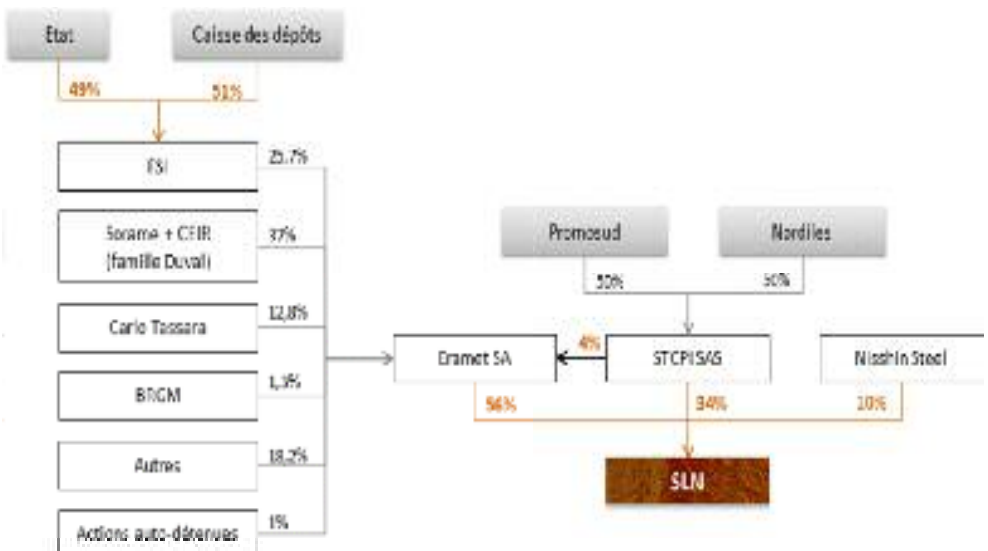 Etat
Caisse des dépôts
49%
51%
FSI
25,7%
Sorame + CEIR
(famille Duval)
37%
Promosud
Nordiles
50%
50%
Carlo Tassara
12,8%
Eramet SA
4%
STCPI SAS
Nisshin Steel
BRGM
1,3%
56%
34%
10%
Autres
18,2%
SLN
Actions auto-détenues
1%